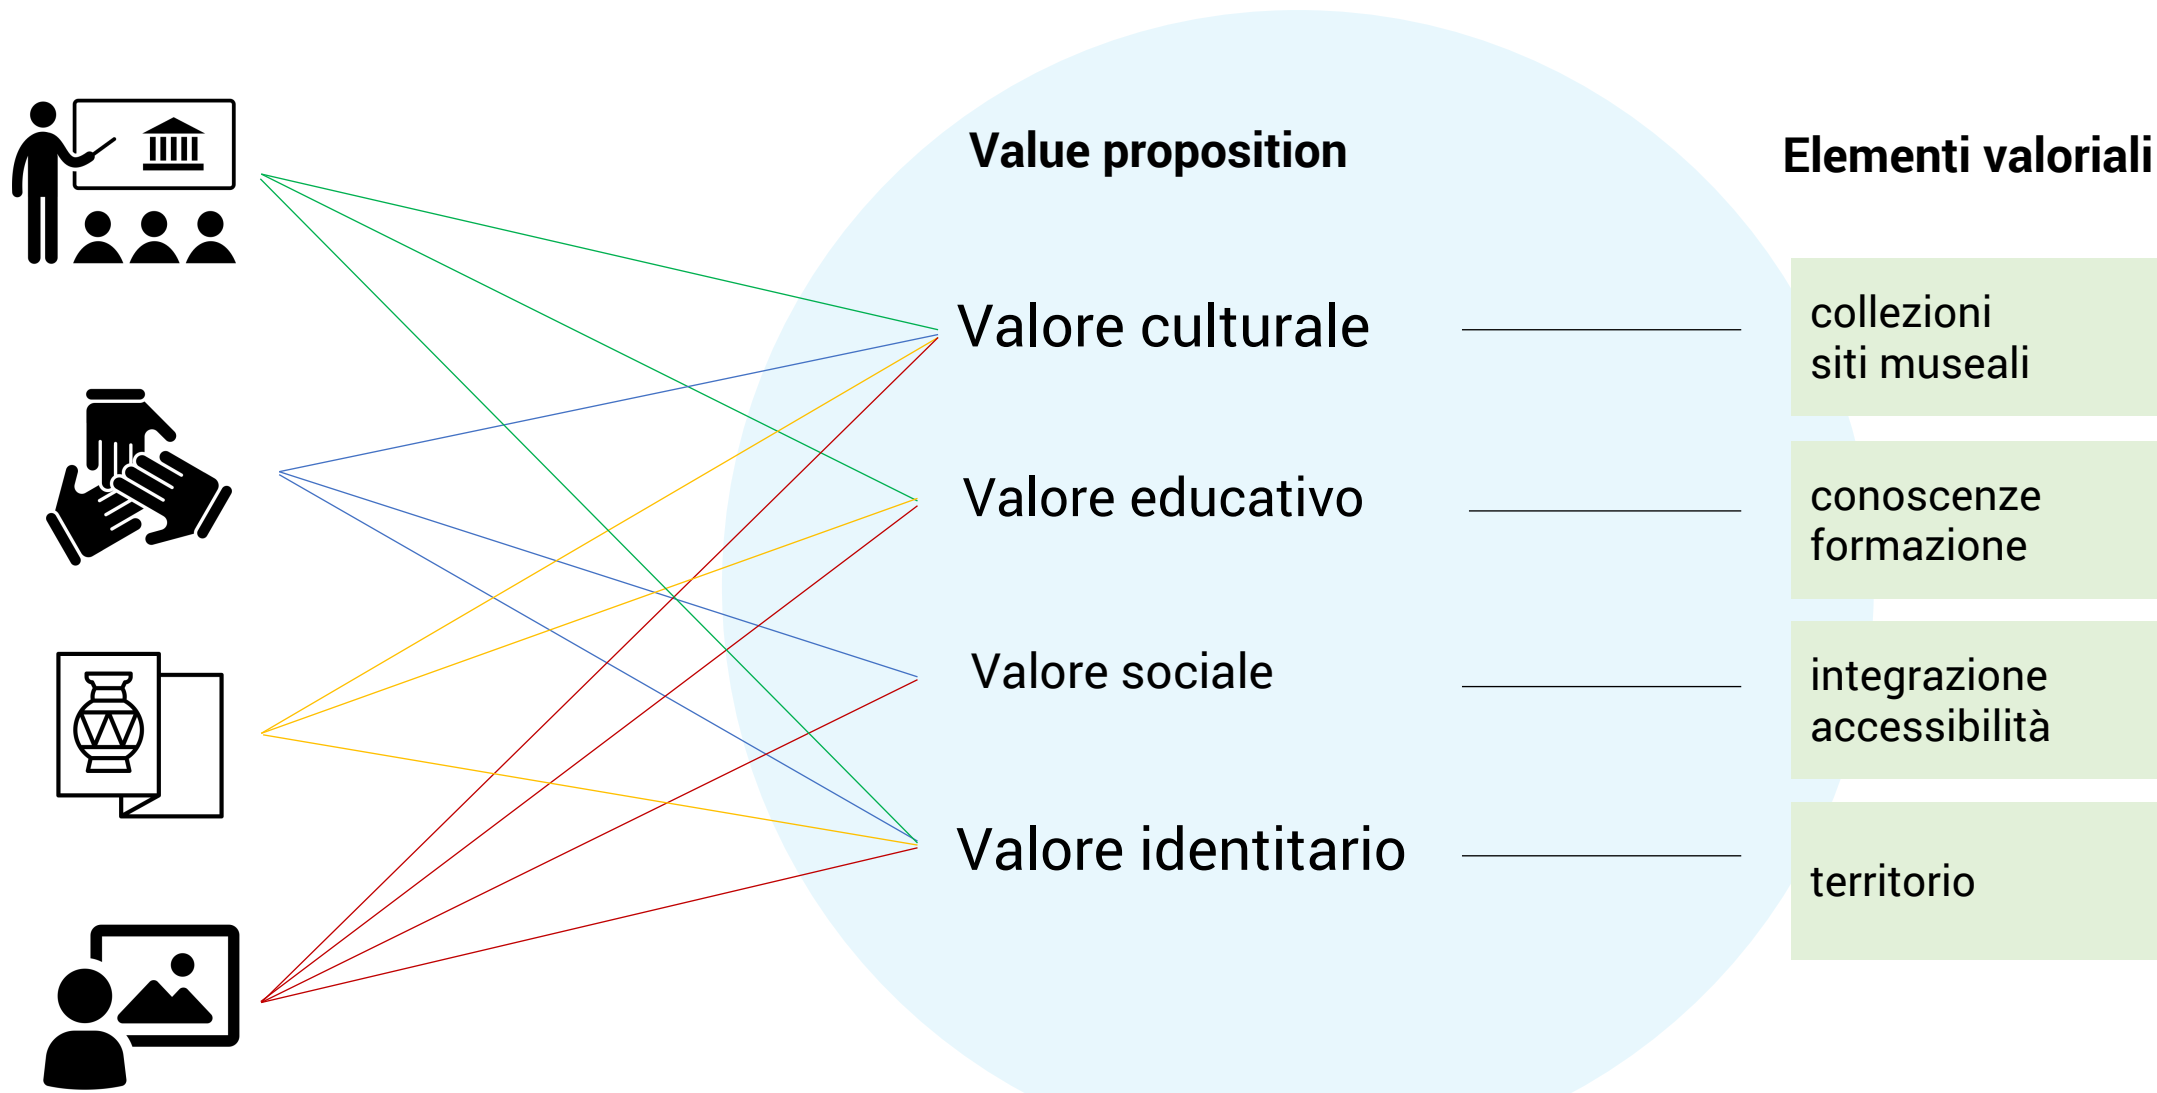 Value proposition
Elementi valoriali
Valore culturale
collezioni
siti museali
Valore educativo
conoscenze
formazione
Valore sociale
integrazione
accessibilità
Valore identitario
territorio